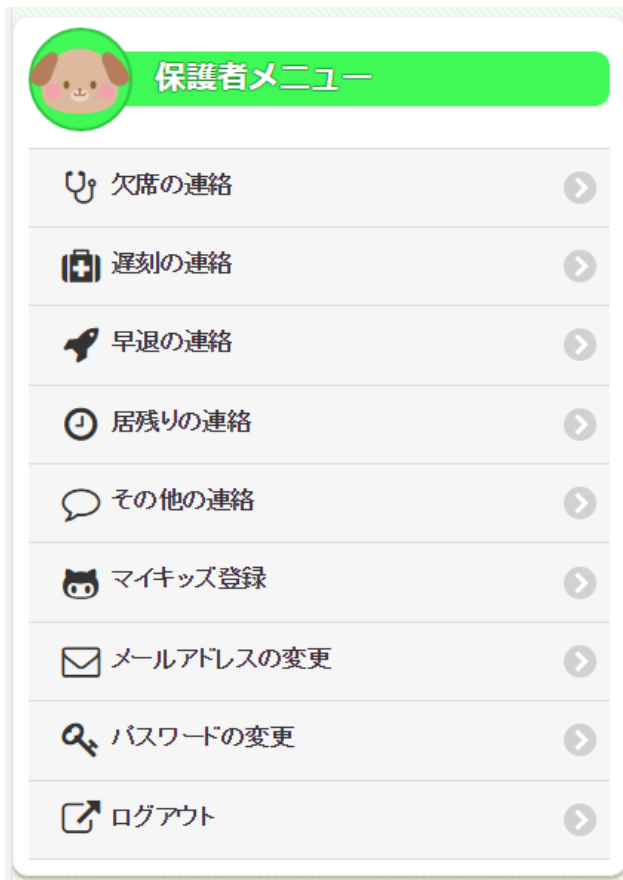 保護者メニュー
欠席の連絡
遅刻の連絡
早退の連絡
居残りの連絡
その他の連絡
マイキッズ登録
メールアドレスの変更
パスワードの変更
ログアウト